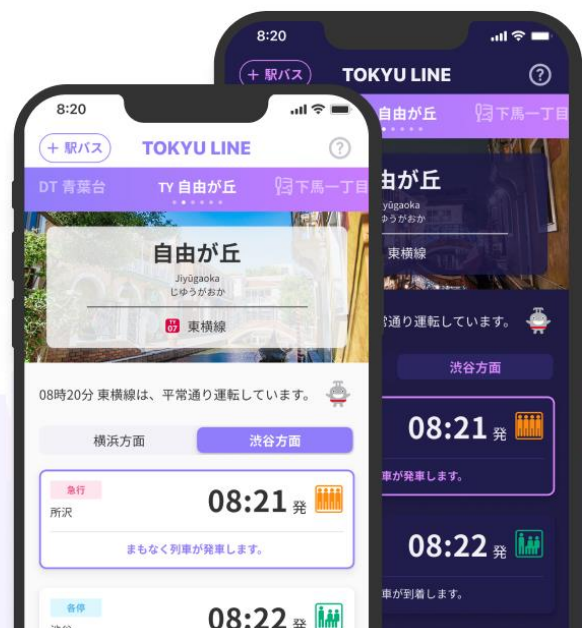 8:20
+ 駅バス
TOKYU LINE
?
自由が丘
下馬一丁目
由が丘
yūgaoka
ゆうがおか
東横線
常通り運転しています。
渋谷方面
08:21 発
車が発車します。
08:22 発
車が到着します。
8:20
+ 駅バス
TOKYU LINE
?
DT 青葉台
TY 自由が丘
下馬一丁目
自由が丘
Jiyūgaoka
じゆうがおか
TY
07
東横線
08時20分 東横線は、平常通り運転しています。
横浜方面
渋谷方面
急行
所沢
08:21 発
まもなく列車が発車します。
各停
08:22 発